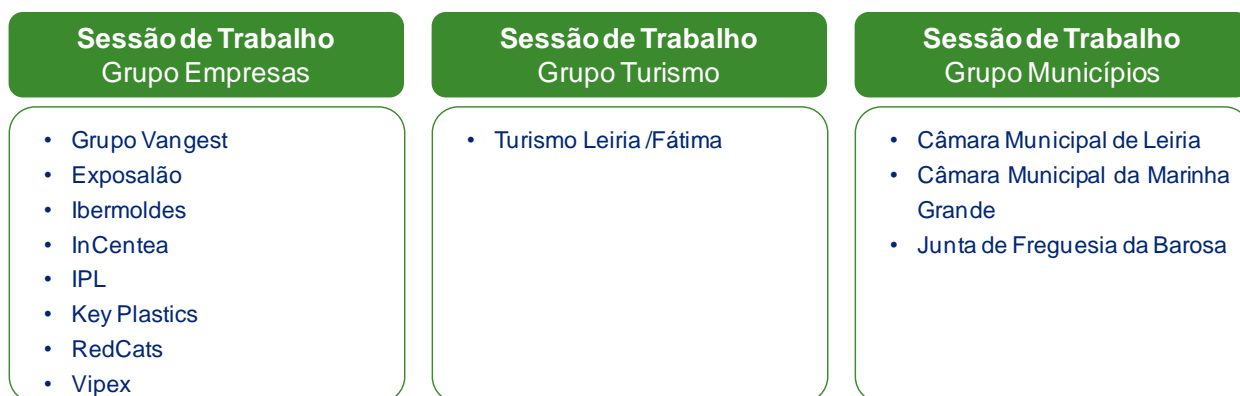 Sessão de Trabalho
Grupo Empresas
• Grupo Vangest
• Exposalão
• Ibermoldes
• InCentea
• IPL
• Key Plastics
• RedCats
• Vipex
Sessão de Trabalho
Grupo Turismo
• Turismo Leiria /Fátima
Sessão de Trabalho
Grupo Municípios
• Câmara Municipal de Leiria
• Câmara Municipal da Marinha
Grande
• Junta de Freguesia da Barosa